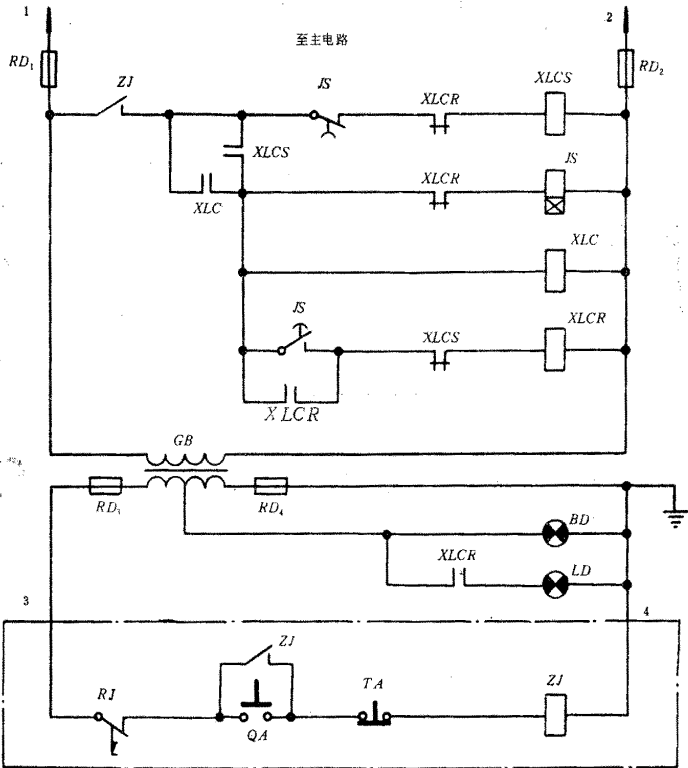 1
2
至主电路
RD₁
ZJ
JS
XLCR
XLCS
RD₂
XLCS
XLC
XLCR
JS
XLC
JS
XLCS
XLCR
XLCR
GB
RD₃
RD₄
BD
XLCR
LD
3
4
ZJ
RJ
QA
TA
ZJ